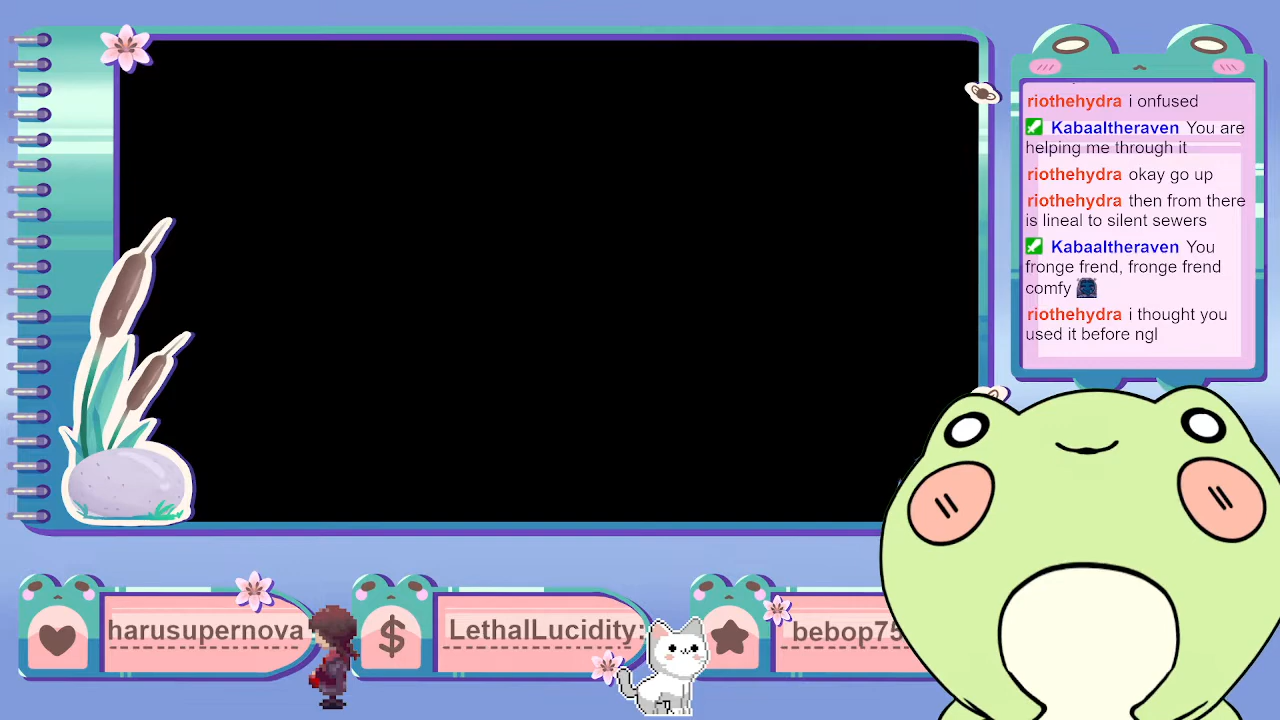 riothehydra i onfused
Kabaaltheraven You are
helping me through it
riothehydra okay go up
riothehydra then from there
is lineal to silent sewers
Kabaaltheraven You
fronge frend, fronge frend
comfy
riothehydra i thought you
used it before ngl
harusupernova
LethalLucidity:
bebop75